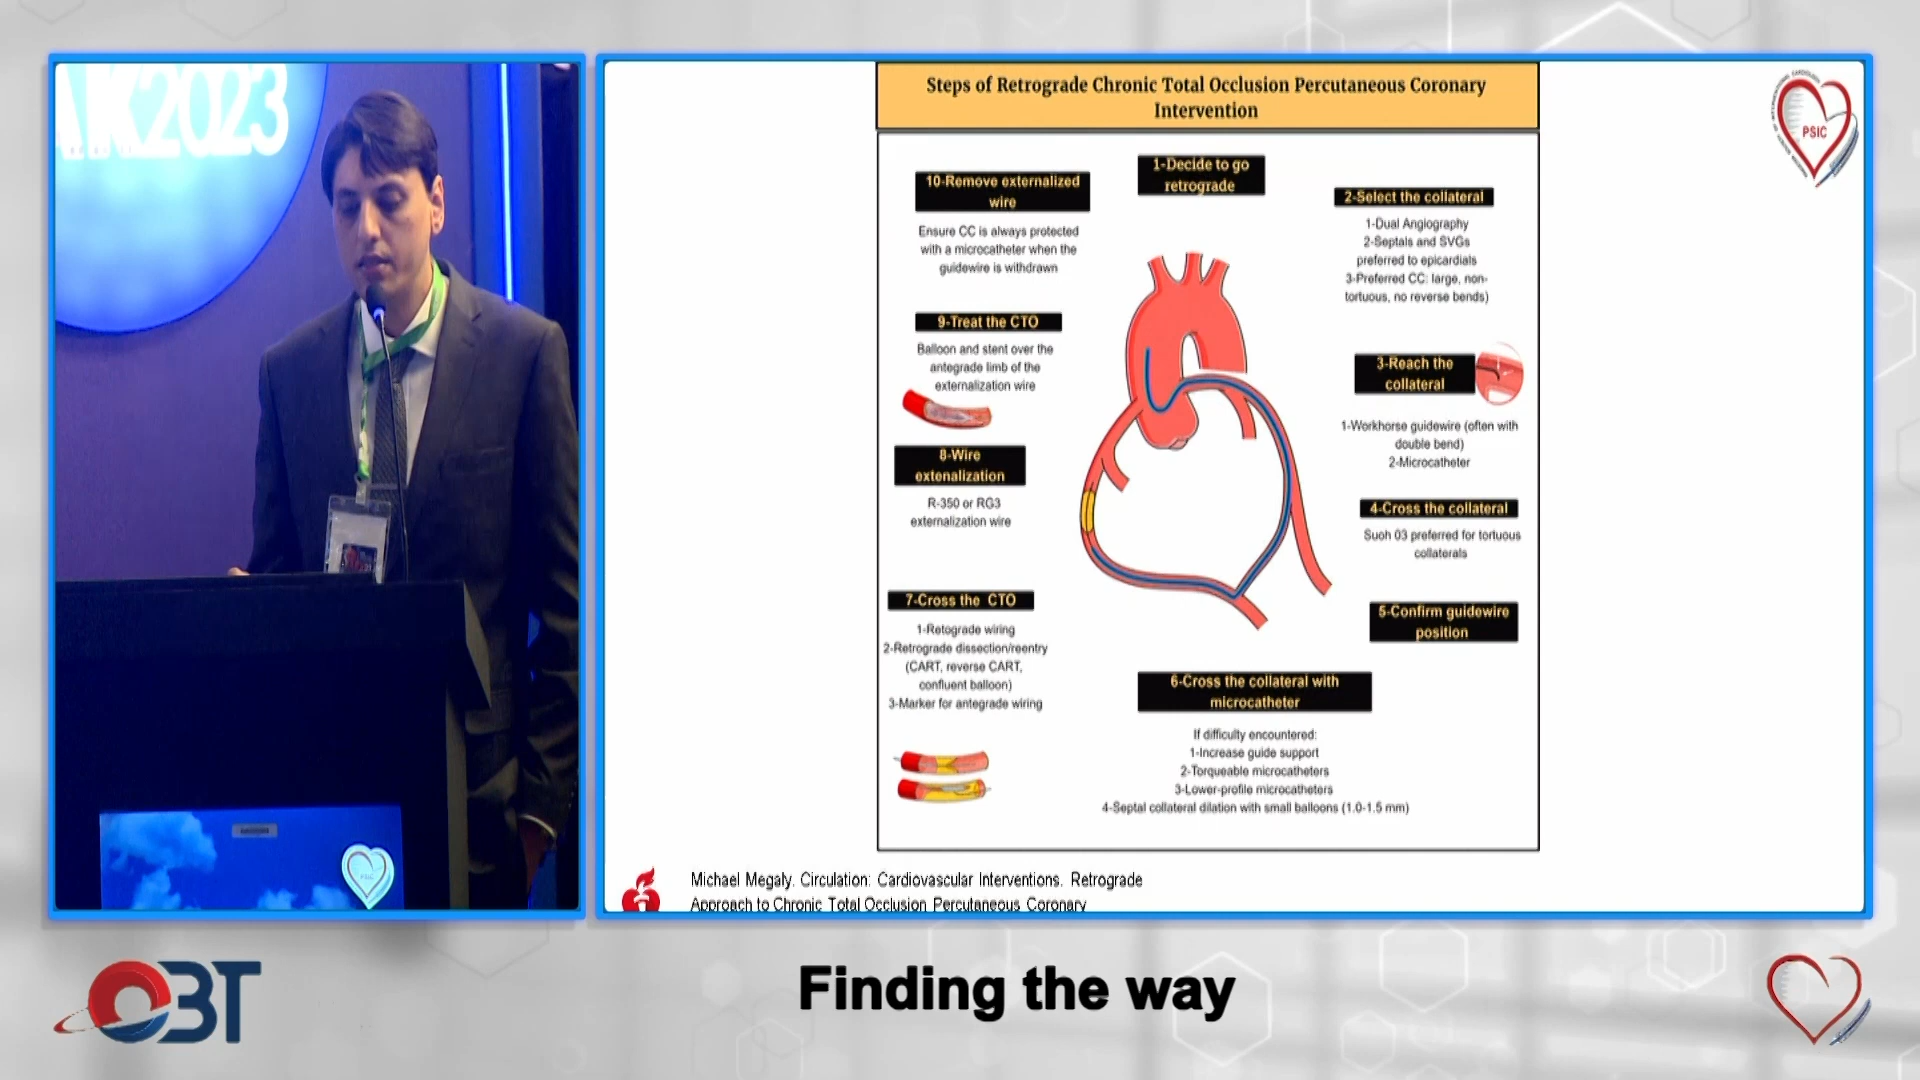 AK2023
Steps of Retrograde Chronic Total Occlusion Percutaneous Coronary
Intervention
PSIC
1-Decide to go
retrograde
2-Select the collateral
1-Dual Angiography
2-Septals and SVGs
preferred to epicardials
3-Preferred CC: large, non-
tortuous, no reverse bends)
3-Reach the
collateral
1-Workhorse guidewire (often with
double bend)
2-Microcatheter
4-Cross the collateral
Suoh 03 preferred for tortuous
collaterals
5-Confirm guidewire
position
6-Cross the collateral with
microcatheter
If difficulty encountered:
1-Increase guide support
2-Torqueable microcatheters
3-Lower-profile microcatheters
4-Septal collateral dilation with small balloons (1.0-1.5 mm)
7-Cross the CTO
1-Retograde wiring
2-Retrograde dissection/reentry
(CART, reverse CART,
confluent balloon)
3-Marker for antegrade wiring
8-Wire
extenalization
R-350 or RG3
externalization wire
9-Treat the CTO
Balloon and stent over the
antegrade limb of the
externalization wire
10-Remove externalized
wire
Ensure CC is always protected
with a microcatheter when the
guidewire is withdrawn
Michael Megaly. Circulation: Cardiovascular Interventions. Retrograde
Approach to Chronic Total Occlusion Percutaneous Coronary
OBT
Finding the way